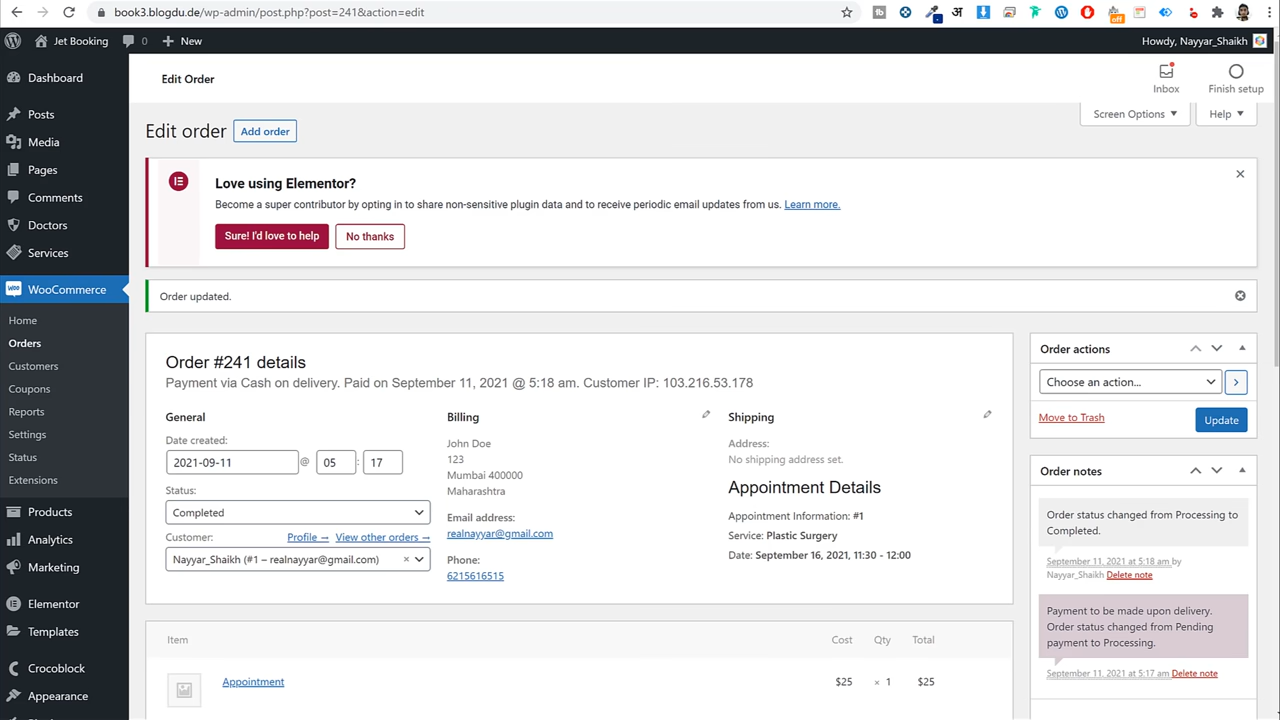 book3.blogdu.de/wp-admin/post.php?post=241&action=edit
off
Jet Booking
0
New
Howdy, Nayyar_Shaikh
Dashboard
Posts
Media
Pages
Comments
Doctors
Services
WooCommerce
Home
Orders
Customers
Coupons
Reports
Settings
Status
Extensions
Products
Analytics
Marketing
Elementor
Templates
Crocoblock
Appearance
Edit Order
Inbox
Finish setup
Screen Options
Help
Edit order
Add order
Love using Elementor?
Become a super contributor by opting in to share non-sensitive plugin data and to receive periodic email updates from us. Learn more.
Sure! I'd love to help
No thanks
Order updated.
Order #241 details
Payment via Cash on delivery. Paid on September 11, 2021 @ 5:18 am. Customer IP: 103.216.53.178
General
Date created:
2021-09-11 @ 05 : 17
Status:
Completed
Customer:
Profile →
View other orders →
Nayyar_Shaikh (#1 – realnayyar@gmail.com) ×
Billing
John Doe
123
Mumbai 400000
Maharashtra
Email address:
realnayyar@gmail.com
Phone:
6215616515
Shipping
Address:
No shipping address set.
Appointment Details
Appointment Information: #1
Service: Plastic Surgery
Date: September 16, 2021, 11:30 - 12:00
Item
Cost
Qty
Total
Appointment
$25
× 1
$25
Order actions
Choose an action...
Move to Trash
Update
Order notes
Order status changed from Processing to
Completed.
September 11, 2021 at 5:18 am by
Nayyar_Shaikh Delete note
Payment to be made upon delivery.
Order status changed from Pending
payment to Processing.
September 11, 2021 at 5:17 am Delete note